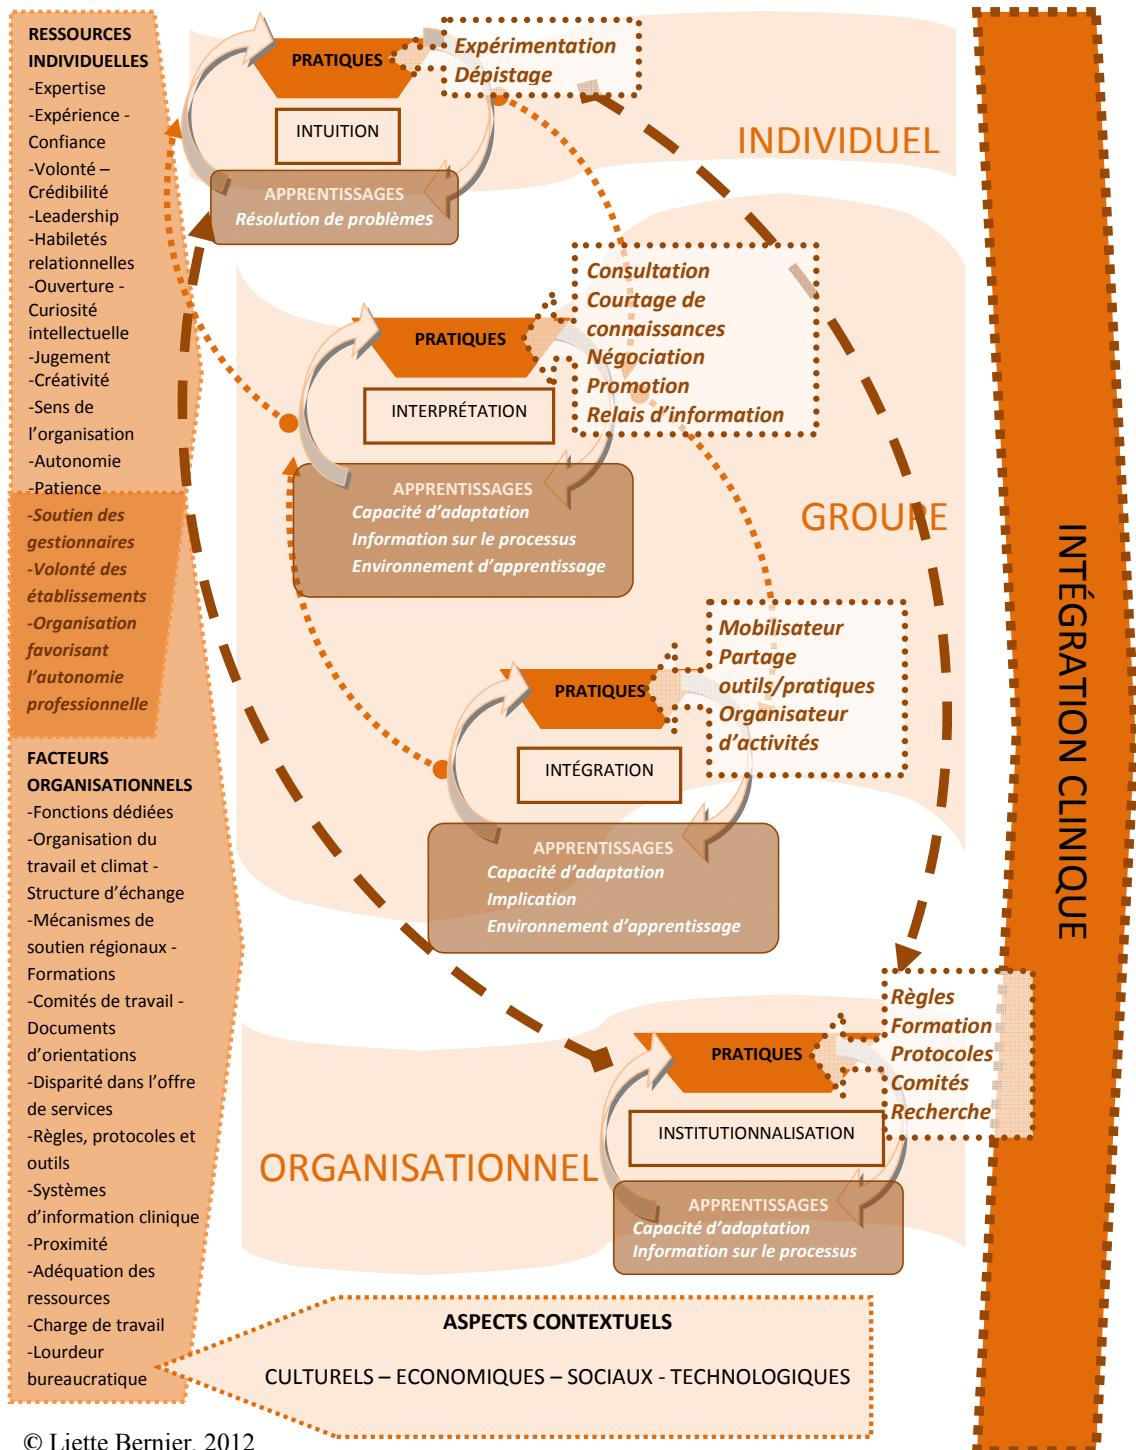 RESSOURCES
INDIVIDUELLES
-Expertise
-Expérience -
Confiance
-Volonté –
Crédibilité
-Leadership
-Habiletés
relationnelles
-Ouverture -
Curiosité
intellectuelle
-Jugement
-Créativité
-Sens de
l’organisation
-Autonomie
-Patience
-Soutien des
gestionnaires
-Volonté des
établissements
-Organisation
favorisant
l’autonomie
professionnelle
FACTEURS
ORGANISATIONNELS
-Fonctions dédiées
-Organisation du
travail et climat -
Structure d’échange
-Mécanismes de
soutien régionaux -
Formations
-Comités de travail -
Documents
d’orientations
-Disparité dans l’offre
de services
-Règles, protocoles et
outils
-Systèmes
d’information clinique
-Proximité
-Adéquation des
ressources
-Charge de travail
-Lourdeur
bureaucratique
PRATIQUES
Expérimentation
Dépistage
INTUITION
INDIVIDUEL
APPRENTISSAGES
Résolution de problèmes
Consultation
Courtage de
connaissances
Négociation
Promotion
Relais d’information
PRATIQUES
INTERPRÉTATION
APPRENTISSAGES
Capacité d’adaptation
Information sur le processus
Environnement d’apprentissage
GROUPE
Mobilisateur
Partage
outils/pratiques
Organisateur
d’activités
PRATIQUES
INTÉGRATION
APPRENTISSAGES
Capacité d’adaptation
Implication
Environnement d’apprentissage
Règles
Formation
Protocoles
Comités
Recherche
PRATIQUES
INSTITUTIONNALISATION
ORGANISATIONNEL
APPRENTISSAGES
Capacité d’adaptation
Information sur le processus
INTÉGRATION CLINIQUE
ASPECTS CONTEXTUELS
CULTURELS – ECONOMIQUES – SOCIAUX - TECHNOLOGIQUES
© Liette Bernier, 2012